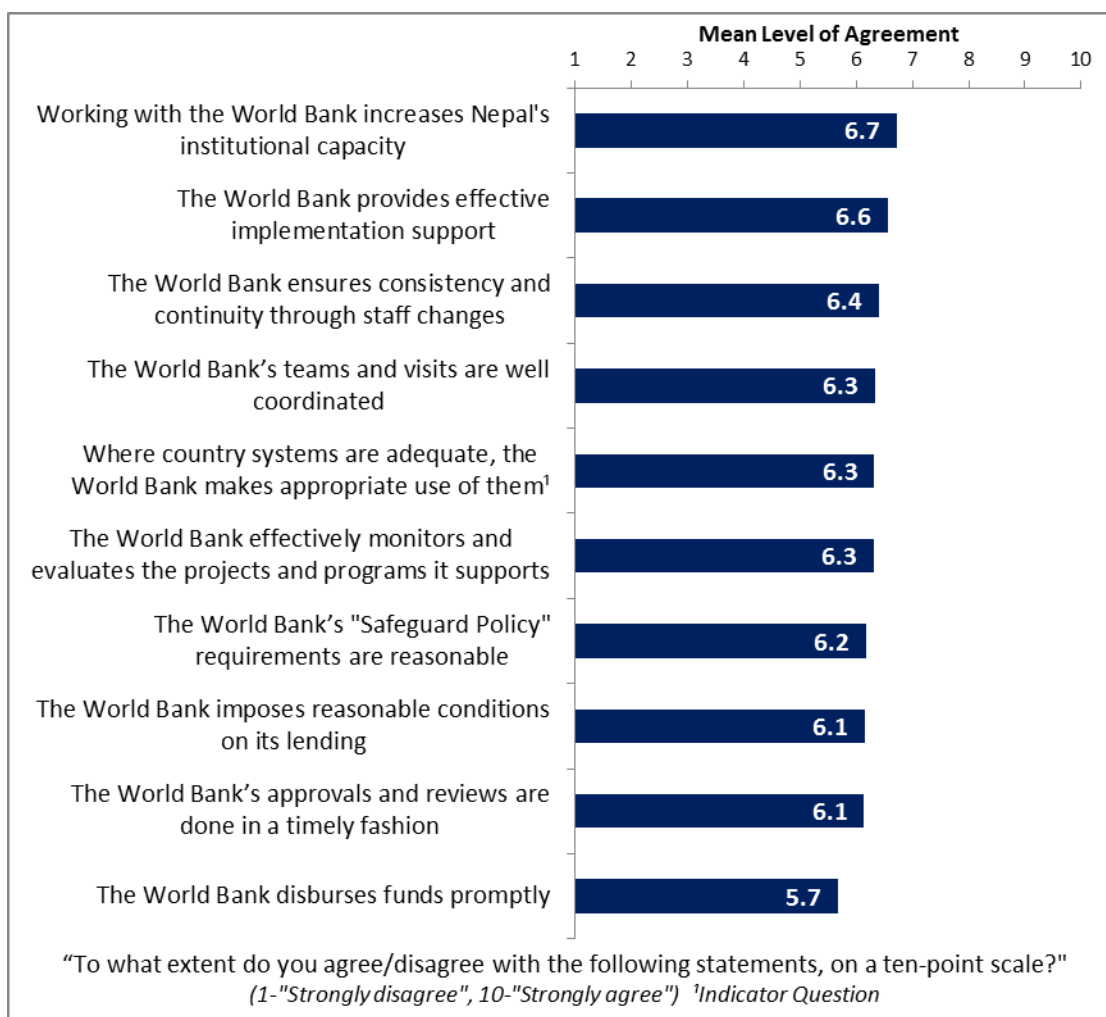 Mean Level of Agreement
1 2 3 4 5 6 7 8 9 10
Working with the World Bank increases Nepal's
institutional capacity
6.7
The World Bank provides effective
implementation support
6.6
The World Bank ensures consistency and
continuity through staff changes
6.4
The World Bank’s teams and visits are well
coordinated
6.3
Where country systems are adequate, the
World Bank makes appropriate use of them¹
6.3
The World Bank effectively monitors and
evaluates the projects and programs it supports
6.3
The World Bank’s "Safeguard Policy"
requirements are reasonable
6.2
The World Bank imposes reasonable conditions
on its lending
6.1
The World Bank’s approvals and reviews are
done in a timely fashion
6.1
The World Bank disburses funds promptly
5.7
“To what extent do you agree/disagree with the following statements, on a ten-point scale?"
(1-"Strongly disagree", 10-"Strongly agree") ¹Indicator Question